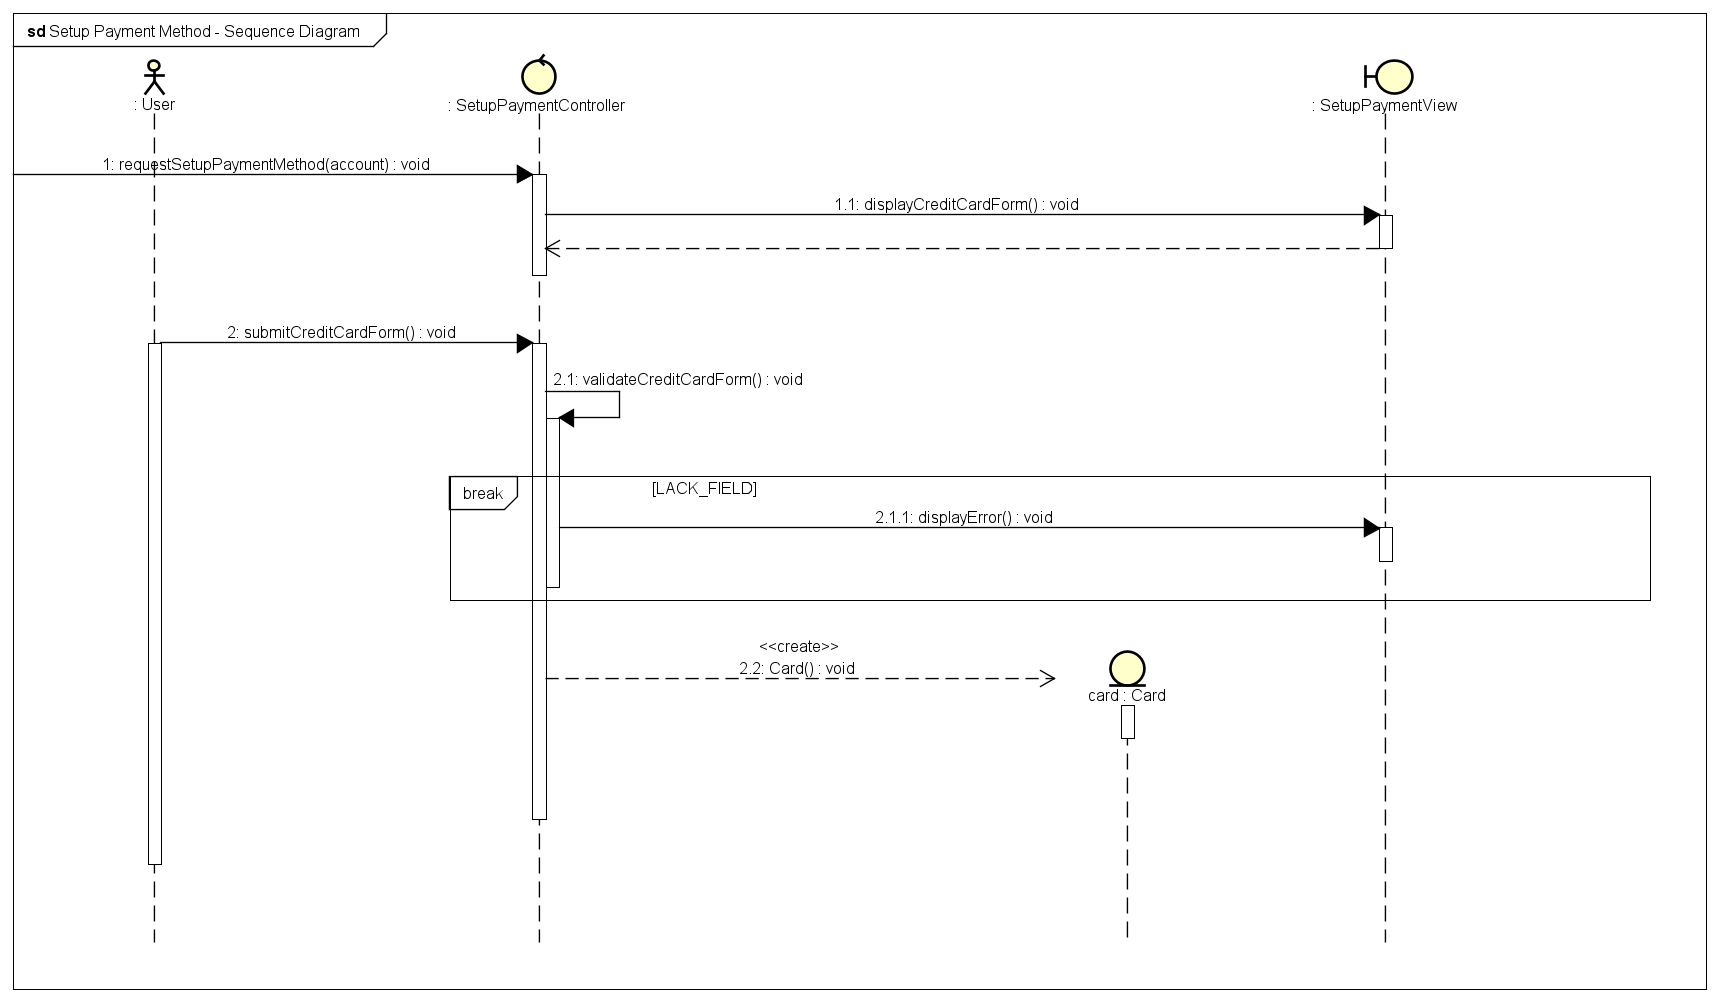 sd Setup Payment Method - Sequence Diagram
: User
: SetupPaymentController
: SetupPaymentView
1: requestSetupPaymentMethod(account) : void
1.1: displayCreditCardForm() : void
2: submitCreditCardForm() : void
2.1: validateCreditCardForm() : void
break
[LACK_FIELD]
2.1.1: displayError() : void
<<create>>
2.2: Card() : void
card : Card